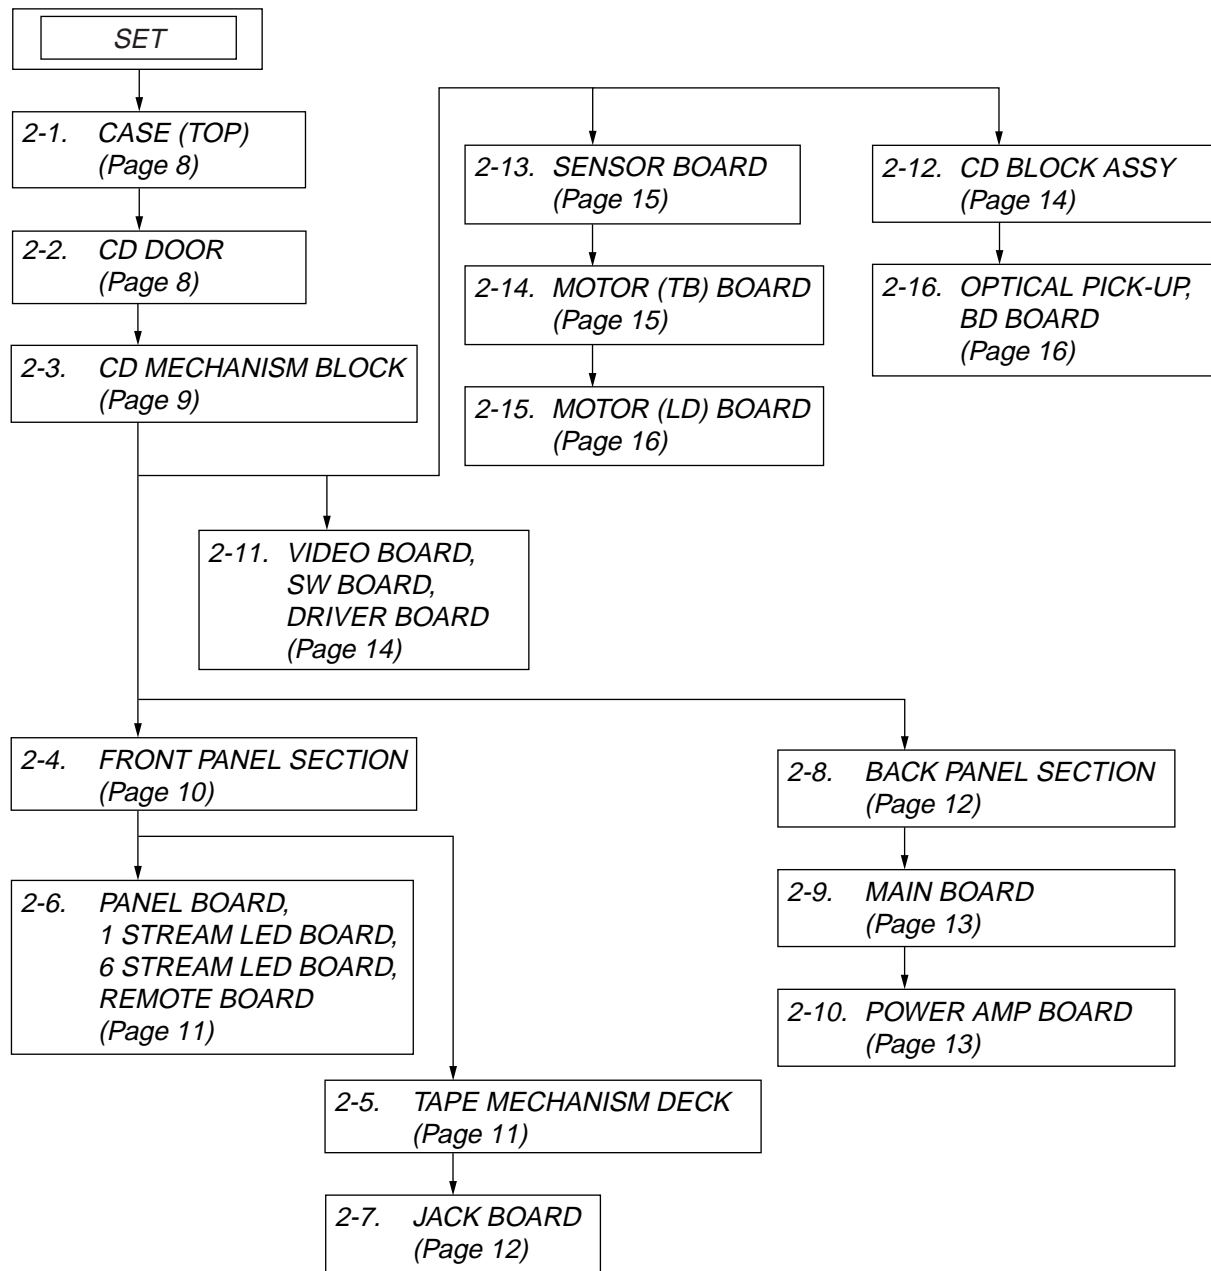 SET
2-1. CASE (TOP)
(Page 8)
2-2. CD DOOR
(Page 8)
2-3. CD MECHANISM BLOCK
(Page 9)
2-13. SENSOR BOARD
(Page 15)
2-14. MOTOR (TB) BOARD
(Page 15)
2-15. MOTOR (LD) BOARD
(Page 16)
2-12. CD BLOCK ASSY
(Page 14)
2-16. OPTICAL PICK-UP,
BD BOARD
(Page 16)
2-11. VIDEO BOARD,
SW BOARD,
DRIVER BOARD
(Page 14)
2-4. FRONT PANEL SECTION
(Page 10)
2-6. PANEL BOARD,
1 STREAM LED BOARD,
6 STREAM LED BOARD,
REMOTE BOARD
(Page 11)
2-5. TAPE MECHANISM DECK
(Page 11)
2-7. JACK BOARD
(Page 12)
2-8. BACK PANEL SECTION
(Page 12)
2-9. MAIN BOARD
(Page 13)
2-10. POWER AMP BOARD
(Page 13)